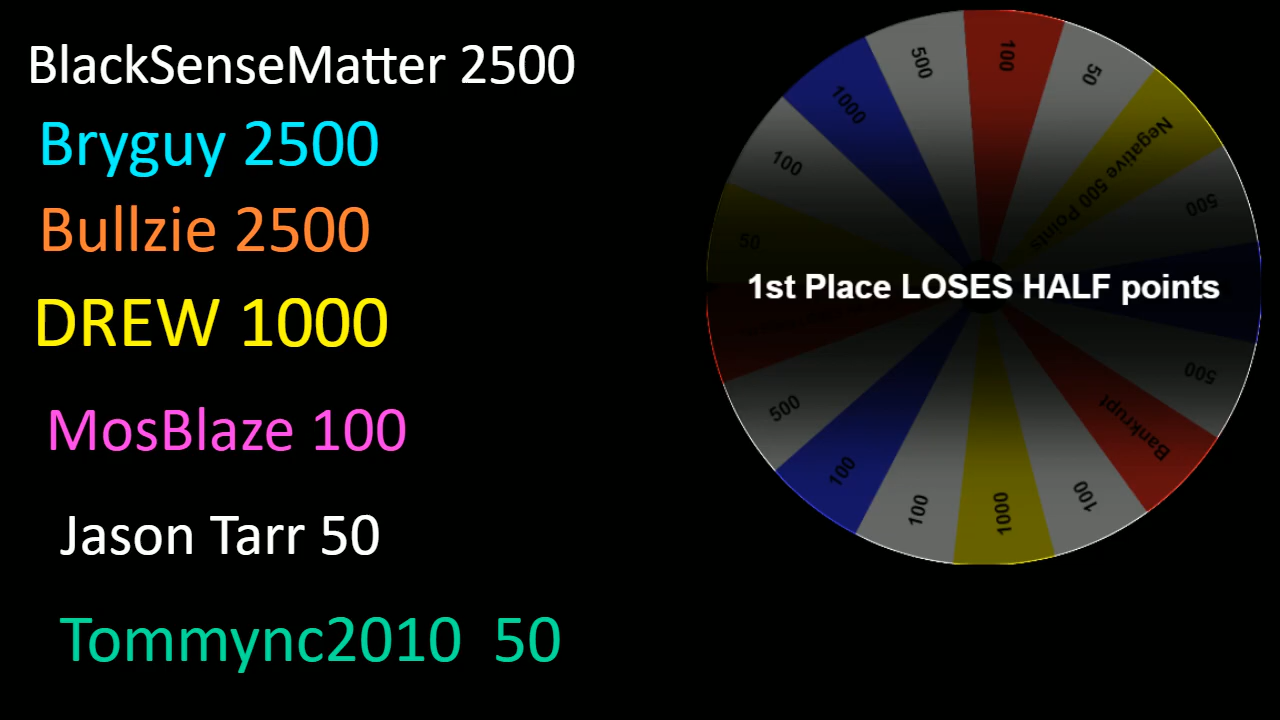 BlackSenseMatter 2500
Bryguy 2500
Bullzie 2500
DREW 1000
MosBlaze 100
Jason Tarr 50
Tommync2010 50
500
100
50
Negative 500 Points
500
500
Bankrupt
100
1000
100
100
500
50
100
1000
1st Place LOSES HALF points